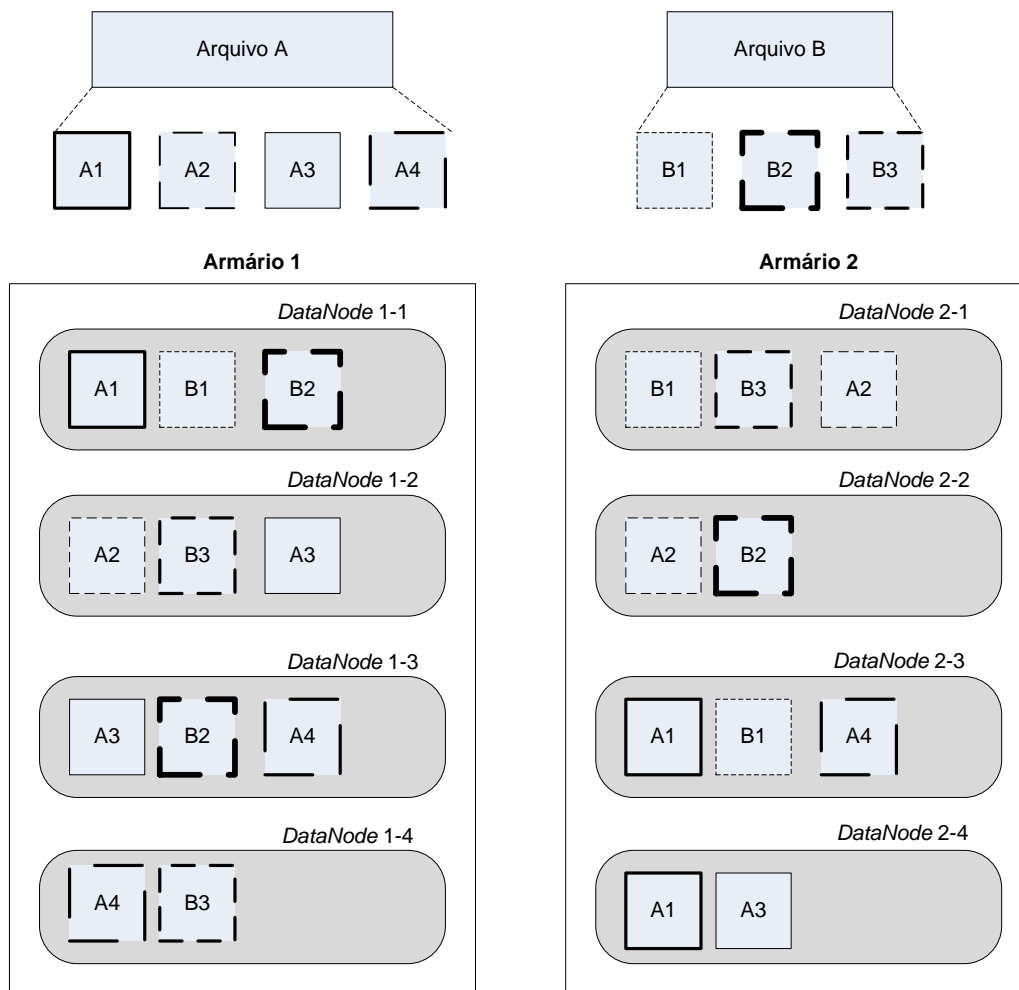 Arquivo A
Arquivo B
A1 A2 A3 A4
B1 B2 B3
Armário 1
DataNode 1-1
A1 B1 B2
DataNode 1-2
A2 B3 A3
DataNode 1-3
A3 B2 A4
DataNode 1-4
A4 B3
Armário 2
DataNode 2-1
B1 B3 A2
DataNode 2-2
A2 B2
DataNode 2-3
A1 B1 A4
DataNode 2-4
A1 A3